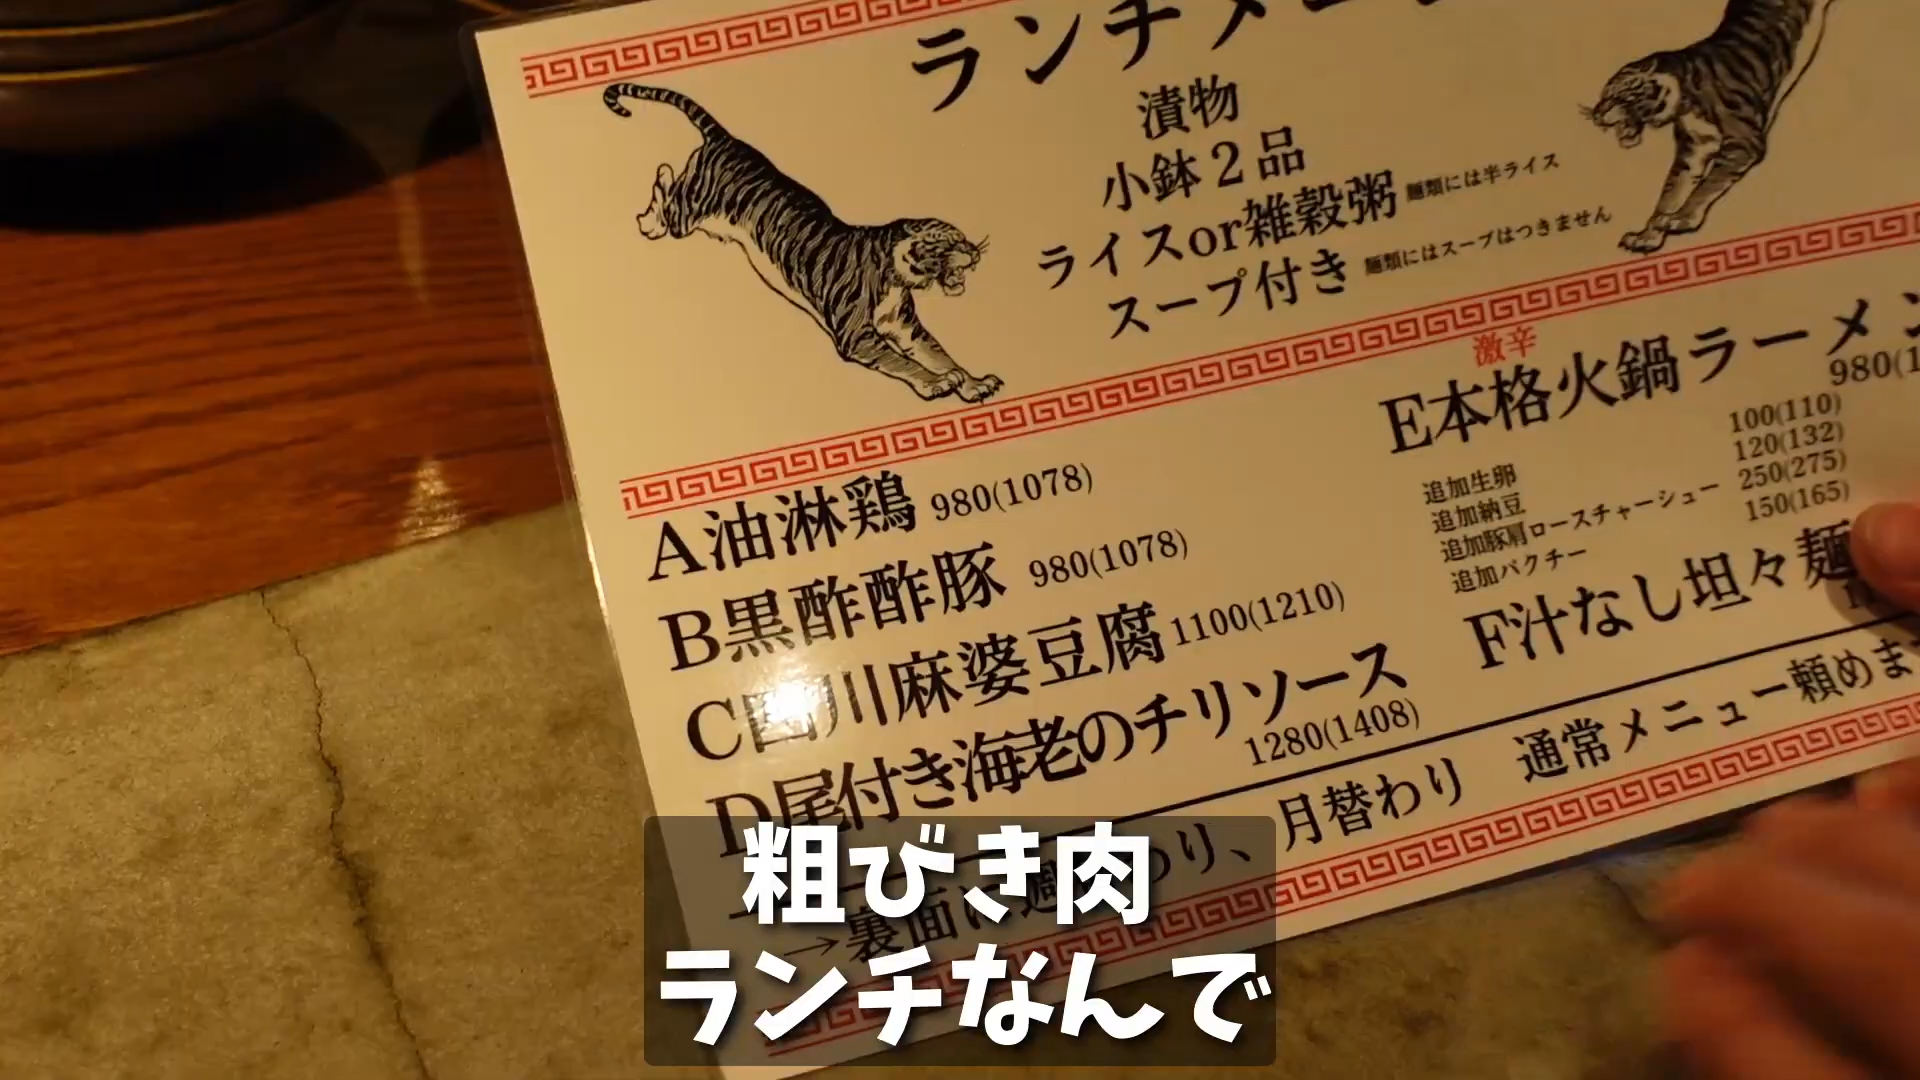 ランチメニ
漬物
小鉢２品
ライスor雑穀粥 麺類には半ライス
スープ付き 麺類にはスープはつきません
A油淋鶏 980(1078)
B黒酢酢豚 980(1078)
C四川麻婆豆腐 1100(1210)
D尾付き海老のチリソース
1280(1408)
激辛
E本格火鍋ラーメン
980(1
追加生卵 100(110)
追加納豆 120(132)
追加豚肩ロースチャーシュー 250(275)
追加パクチー 150(165)
F汁なし坦々麺
→裏面に週わり、月替わり 通常メニュー頼めま
粗びき肉
ランチなんで